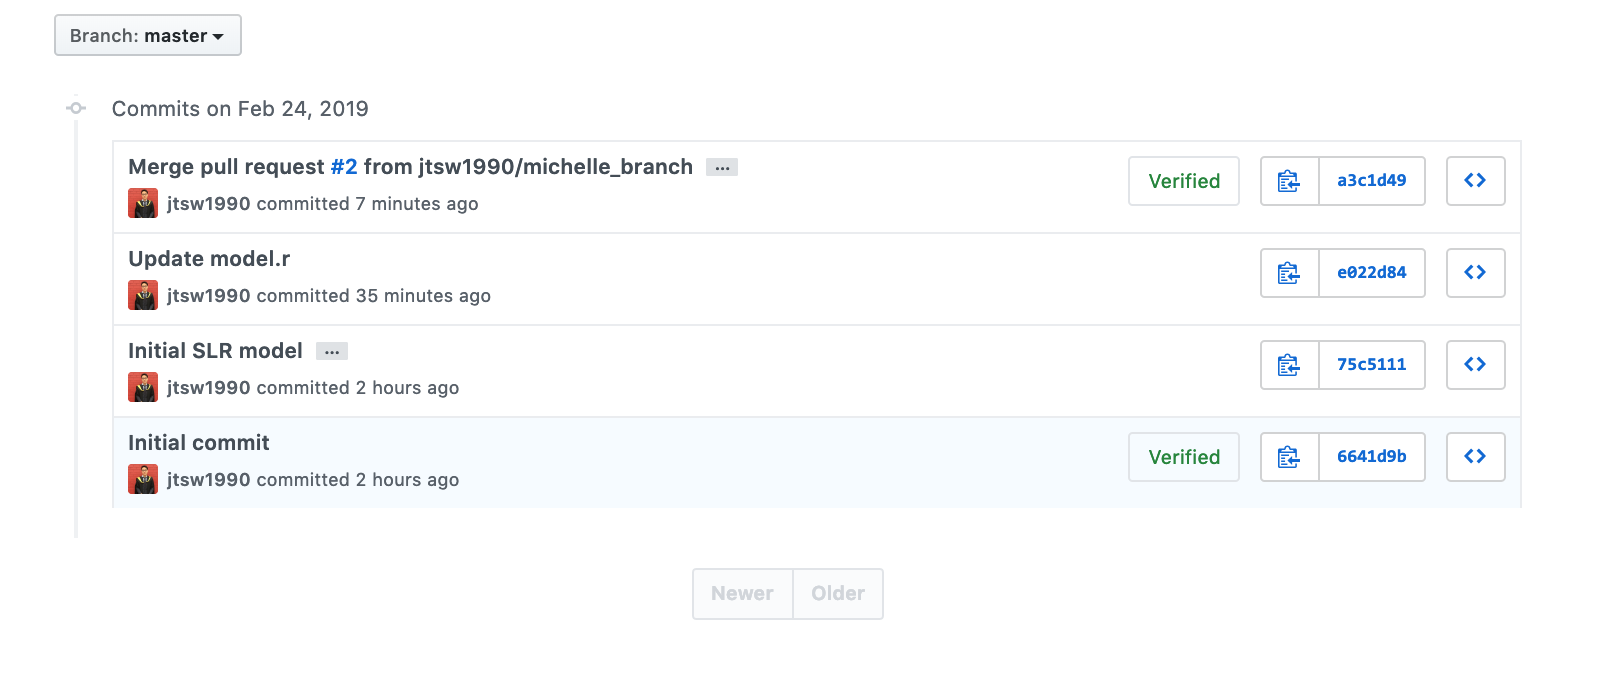 Branch: master
Commits on Feb 24, 2019
Merge pull request #2 from jtsw1990/michelle_branch ...
jtsw1990 committed 7 minutes ago
Verified
a3c1d49
Update model.r
jtsw1990 committed 35 minutes ago
e022d84
Initial SLR model ...
jtsw1990 committed 2 hours ago
75c5111
Initial commit
jtsw1990 committed 2 hours ago
Verified
6641d9b
Newer Older